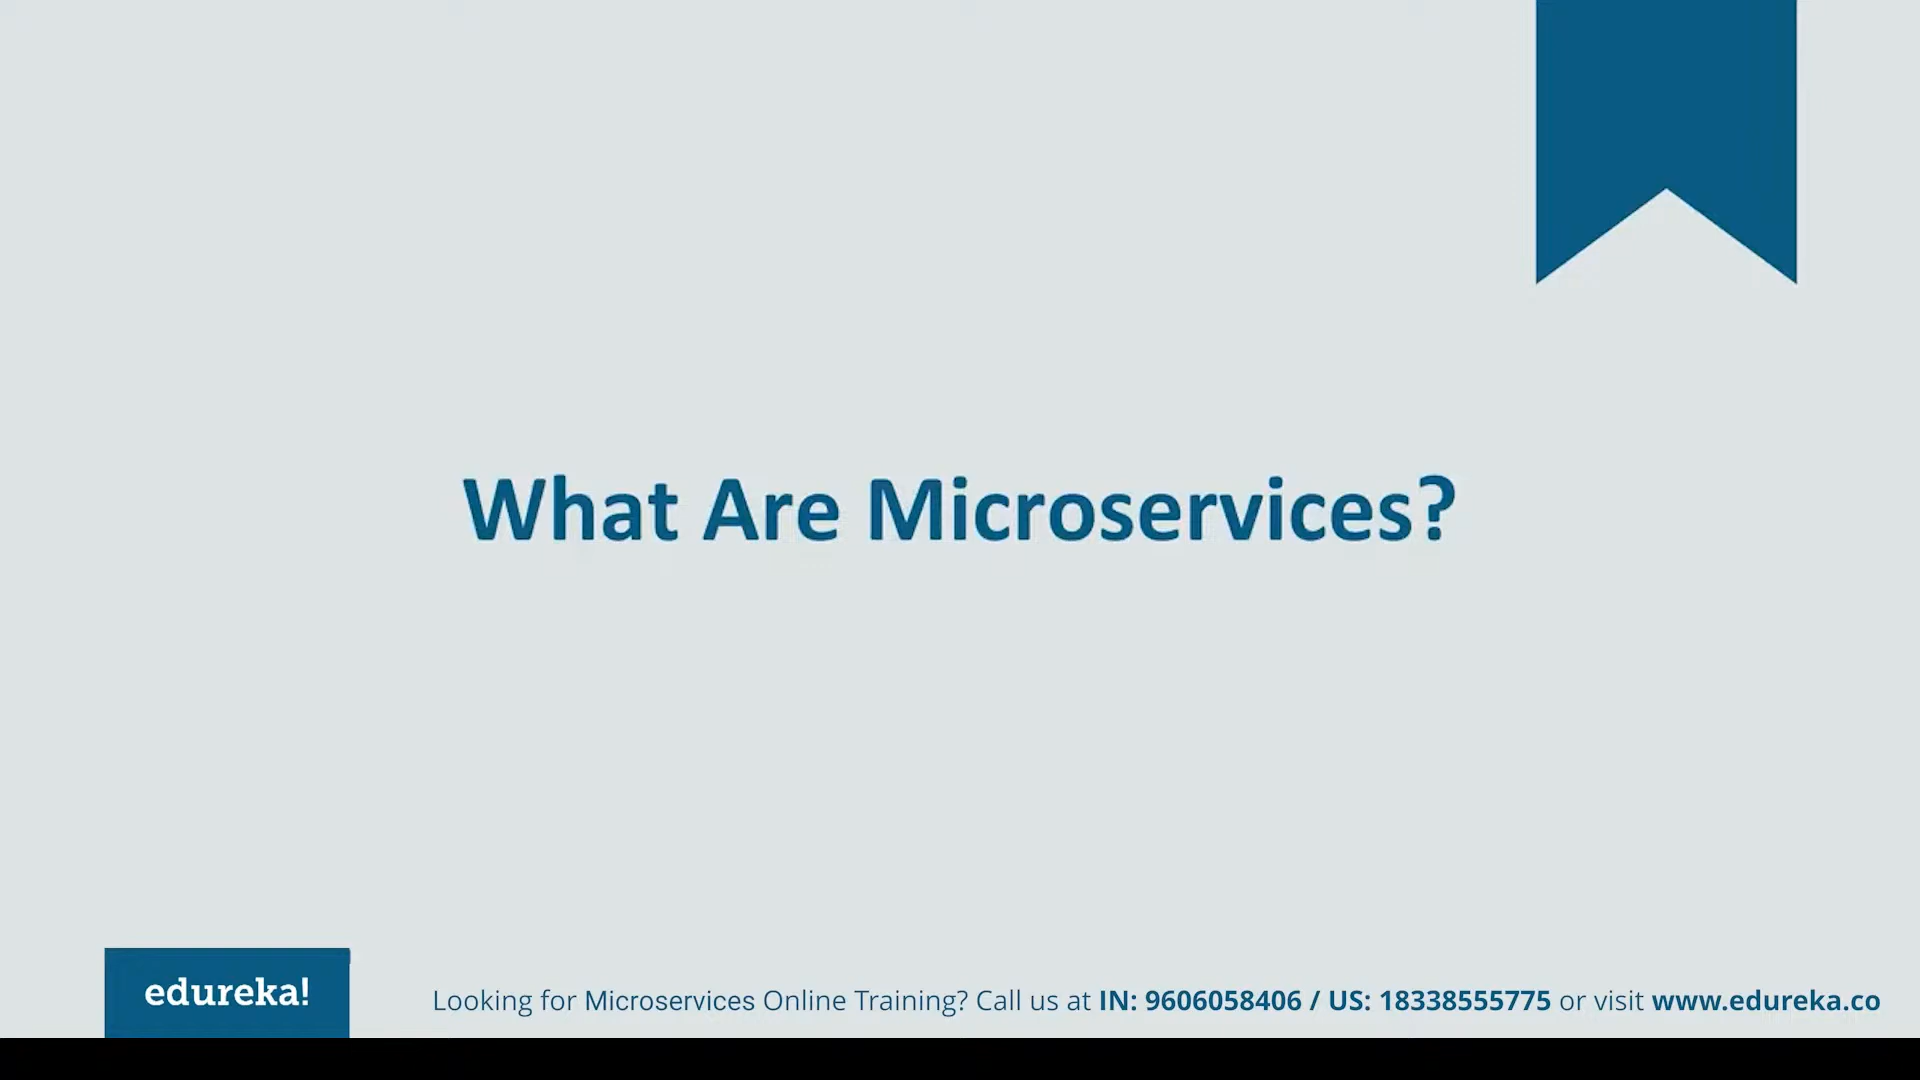 What Are Microservices?
edureka!
Looking for Microservices Online Training? Call us at IN: 9606058406 / US: 18338555775 or visit www.edureka.co